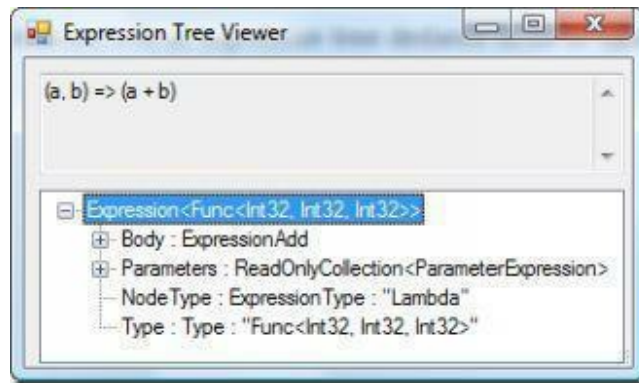 Expression Tree Viewer
(a, b) => (a + b)
Expression<Func<Int32, Int32, Int32>>
Body : ExpressionAdd
Parameters : ReadOnlyCollection<ParameterExpression>
NodeType : ExpressionType : "Lambda"
Type : Type : "Func<Int32, Int32, Int32>"